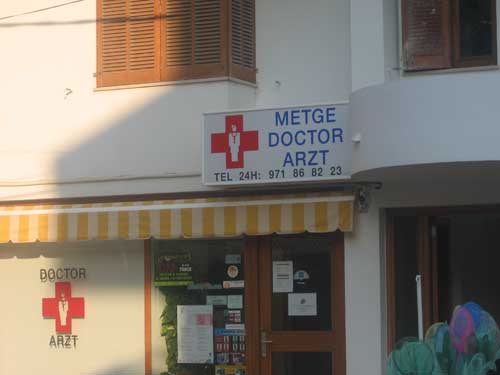 METGE
DOCTOR
ARZT
TEL 24H: 971 86 82 23
DOCTOR
ARZT